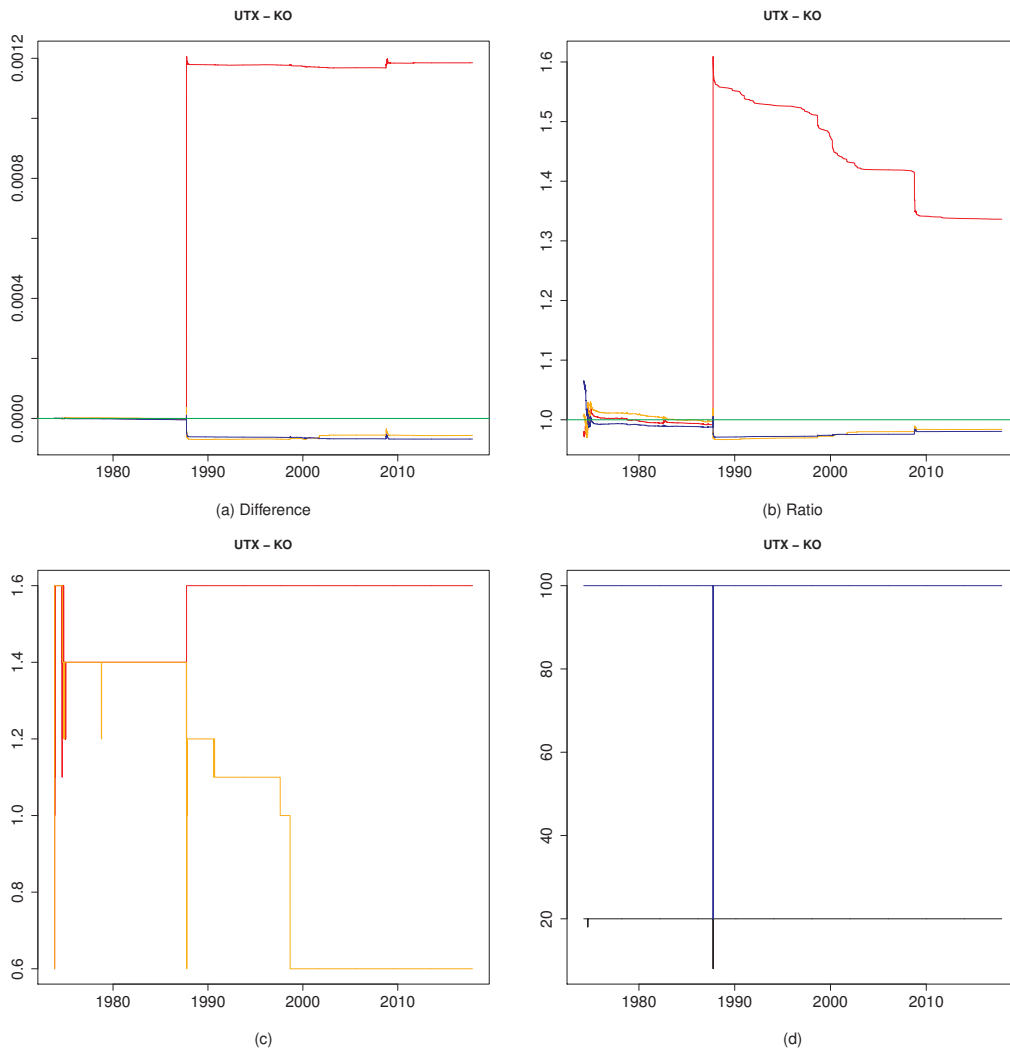 UTX – KO
UTX – KO
0.0012
0.0008
0.0004
0.0000
1980 1990 2000 2010
1.6
1.5
1.4
1.3
1.2
1.1
1.0
1980 1990 2000 2010
(a) Difference
(b) Ratio
UTX – KO
UTX – KO
1.6
1.4
1.2
1.0
0.8
0.6
1980 1990 2000 2010
100
80
60
40
20
1980 1990 2000 2010
(c)
(d)